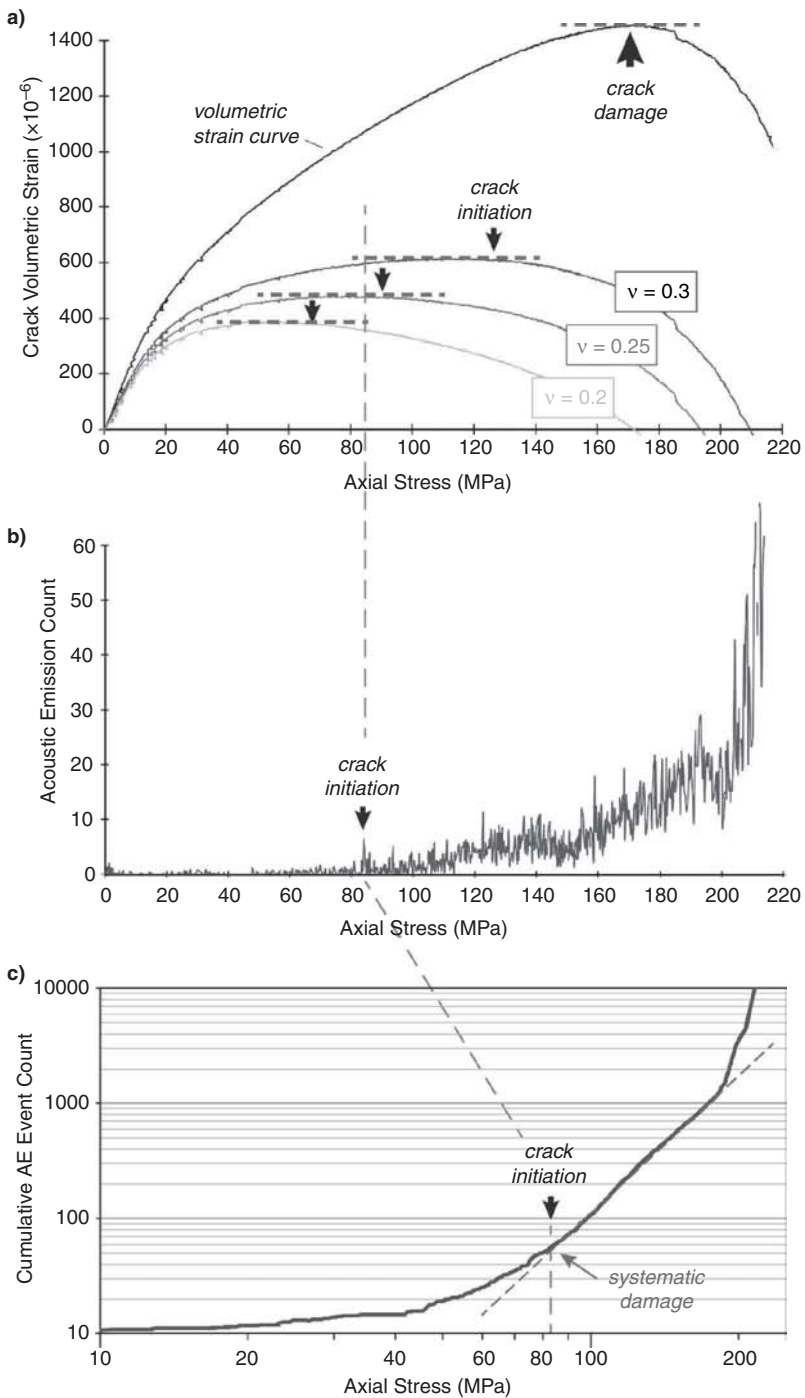 a)
Crack Volumetric Strain (×10⁻⁶)
1400
1200
1000
800
600
400
200
0
volumetric
strain curve
crack
damage
crack
initiation
ν = 0.3
ν = 0.25
ν = 0.2
0 20 40 60 80 100 120 140 160 180 200 220
Axial Stress (MPa)
b)
Acoustic Emission Count
60
50
40
30
20
10
0
crack
initiation
0 20 40 60 80 100 120 140 160 180 200 220
Axial Stress (MPa)
c)
Cumulative AE Event Count
10000
1000
100
10
crack
initiation
systematic
damage
10 20 40 60 80 100 200
Axial Stress (MPa)